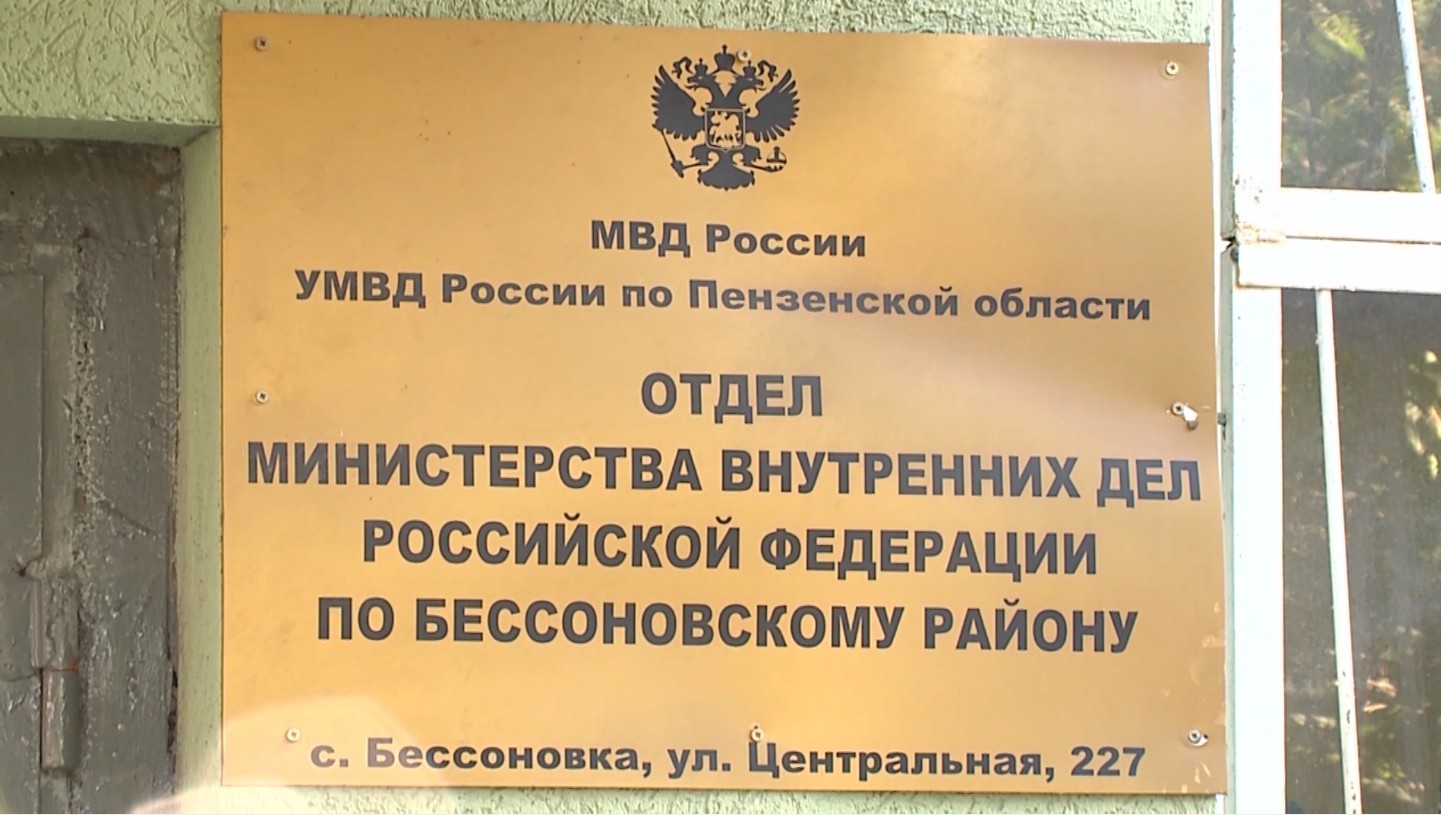 МВД России
УМВД России по Пензенской области
ОТДЕЛ
МИНИСТЕРСТВА ВНУТРЕННИХ ДЕЛ
РОССИЙСКОЙ ФЕДЕРАЦИИ
ПО БЕССОНОВСКОМУ РАЙОНУ
с. Бессоновка, ул. Центральная, 227